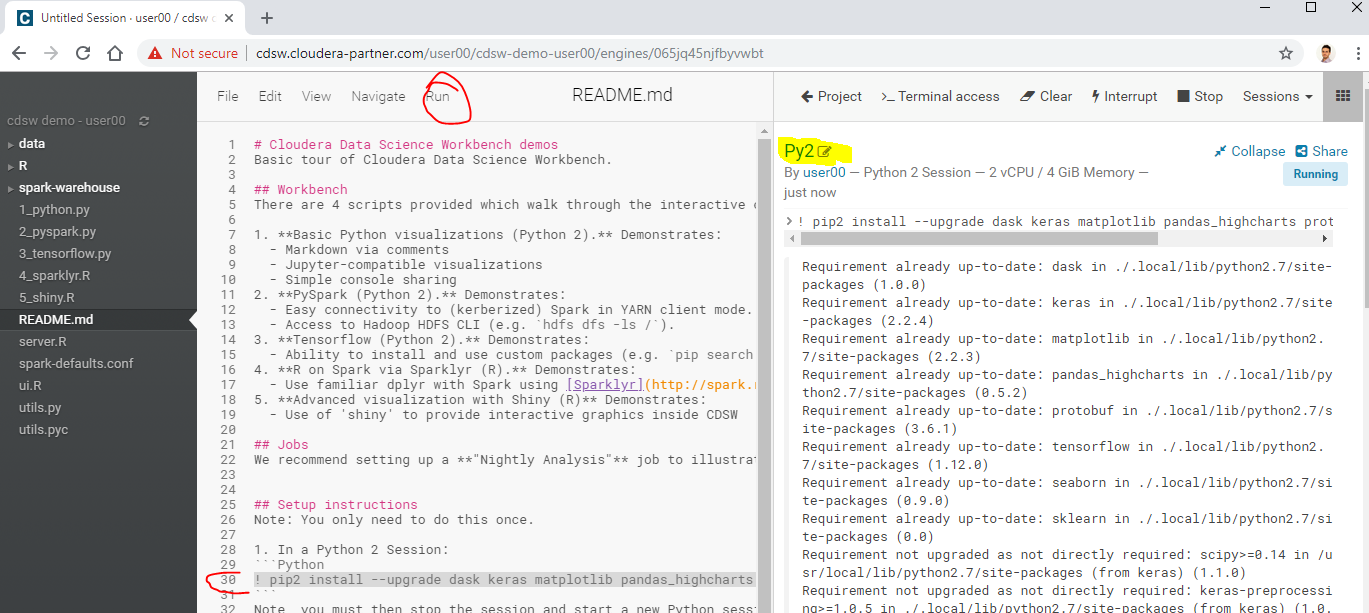 Untitled Session · user00 / cdsw
Not secure cdsw.cloudera-partner.com/user00/cdsw-demo-user00/engines/065jq45njfbyvwbt
cdsw demo - user00
data
R
spark-warehouse
1_python.py
2_pyspark.py
3_tensorflow.py
4_sparklyr.R
5_shiny.R
README.md
server.R
spark-defaults.conf
ui.R
utils.py
utils.pyc
File Edit View Navigate Run README.md
1 # Cloudera Data Science Workbench demos
2 Basic tour of Cloudera Data Science Workbench.
3
4 ## Workbench
5 There are 4 scripts provided which walk through the interactive
6
7 1. **Basic Python visualizations (Python 2).** Demonstrates:
8 - Markdown via comments
9 - Jupyter-compatible visualizations
10 - Simple console sharing
11 2. **PySpark (Python 2).** Demonstrates:
12 - Easy connectivity to (kerberized) Spark in YARN client mode.
13 - Access to Hadoop HDFS CLI (e.g. `hdfs dfs -ls /`).
14 3. **Tensorflow (Python 2).** Demonstrates:
15 - Ability to install and use custom packages (e.g. `pip search
16 4. **R on Spark via Sparklyr (R).** Demonstrates:
17 - Use familiar dplyr with Spark using [Sparklyr](http://spark.
18 5. **Advanced visualization with Shiny (R)** Demonstrates:
19 - Use of 'shiny' to provide interactive graphics inside CDSW
20
21 ## Jobs
22 We recommend setting up a **"Nightly Analysis"** job to illustra
23
24
25 ## Setup instructions
26 Note: You only need to do this once.
27
28 1. In a Python 2 Session:
29 ```Python
30 ! pip2 install --upgrade dask keras matplotlib pandas_highcharts
31 ```
32 Note, you must then stop the session and start a new Python sess
Project >_ Terminal access Clear Interrupt Stop Sessions
Py2
Collapse Share
By user00 — Python 2 Session — 2 vCPU / 4 GiB Memory —
just now
Running
> ! pip2 install --upgrade dask keras matplotlib pandas_highcharts prot
Requirement already up-to-date: dask in ./.local/lib/python2.7/site-
packages (1.0.0)
Requirement already up-to-date: keras in ./.local/lib/python2.7/site
-packages (2.2.4)
Requirement already up-to-date: matplotlib in ./.local/lib/python2.
7/site-packages (2.2.3)
Requirement already up-to-date: pandas_highcharts in ./.local/lib/py
thon2.7/site-packages (0.5.2)
Requirement already up-to-date: protobuf in ./.local/lib/python2.7/s
ite-packages (3.6.1)
Requirement already up-to-date: tensorflow in ./.local/lib/python2.
7/site-packages (1.12.0)
Requirement already up-to-date: seaborn in ./.local/lib/python2.7/si
te-packages (0.9.0)
Requirement already up-to-date: sklearn in ./.local/lib/python2.7/si
te-packages (0.0)
Requirement not upgraded as not directly required: scipy>=0.14 in /u
sr/local/lib/python2.7/site-packages (from keras) (1.1.0)
Requirement not upgraded as not directly required: keras-preprocessi
ng>=1.0.5 in ./.local/lib/python2.7/site-packages (from keras) (1.0.